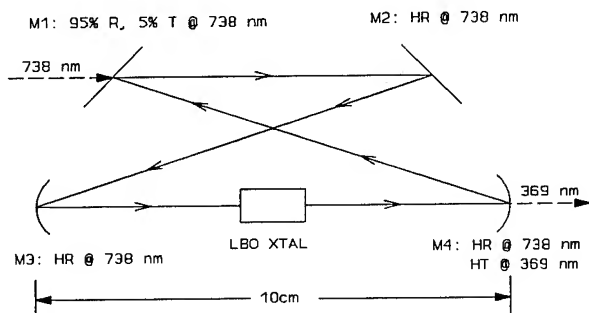 M1: 95% R, 5% T @ 738 nm
M2: HR @ 738 nm
738 nm
369 nm
LBO XTAL
M3: HR @ 738 nm
M4: HR @ 738 nm
HT @ 369 nm
10cm